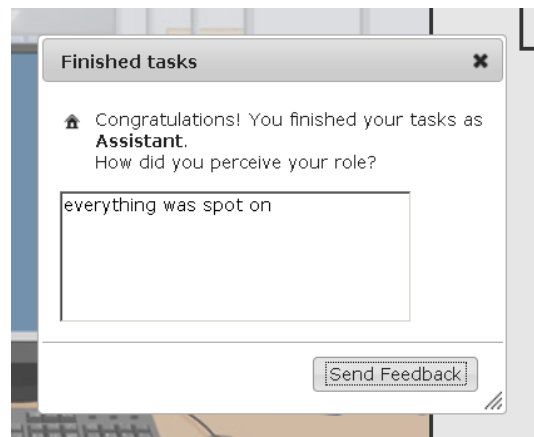 Finished tasks
Congratulations! You finished your tasks as
Assistant.
How did you perceive your role?
everything was spot on
Send Feedback